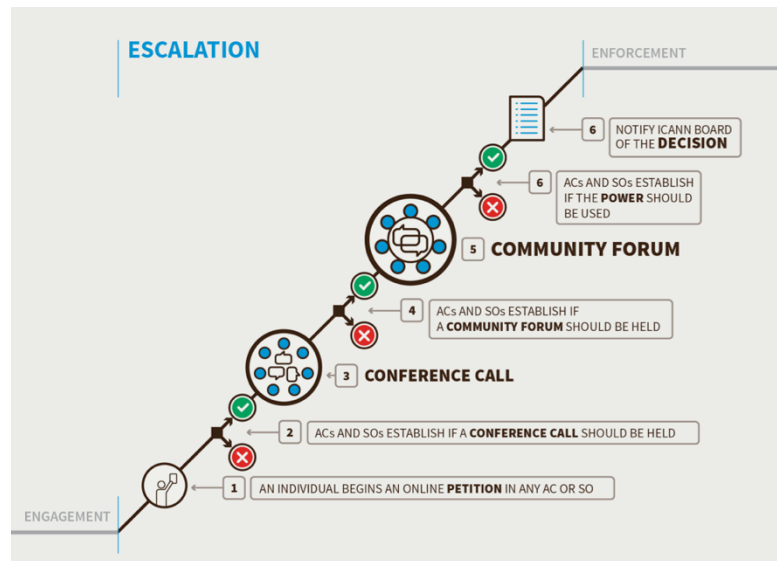 ESCALATION
ENFORCEMENT
6 NOTIFY ICANN BOARD
OF THE DECISION
6 ACs AND SOs ESTABLISH
IF THE POWER SHOULD
BE USED
5 COMMUNITY FORUM
4 ACs AND SOs ESTABLISH IF
A COMMUNITY FORUM SHOULD BE HELD
3 CONFERENCE CALL
2 ACs AND SOs ESTABLISH IF A CONFERENCE CALL SHOULD BE HELD
1 AN INDIVIDUAL BEGINS AN ONLINE PETITION IN ANY AC OR SO
ENGAGEMENT